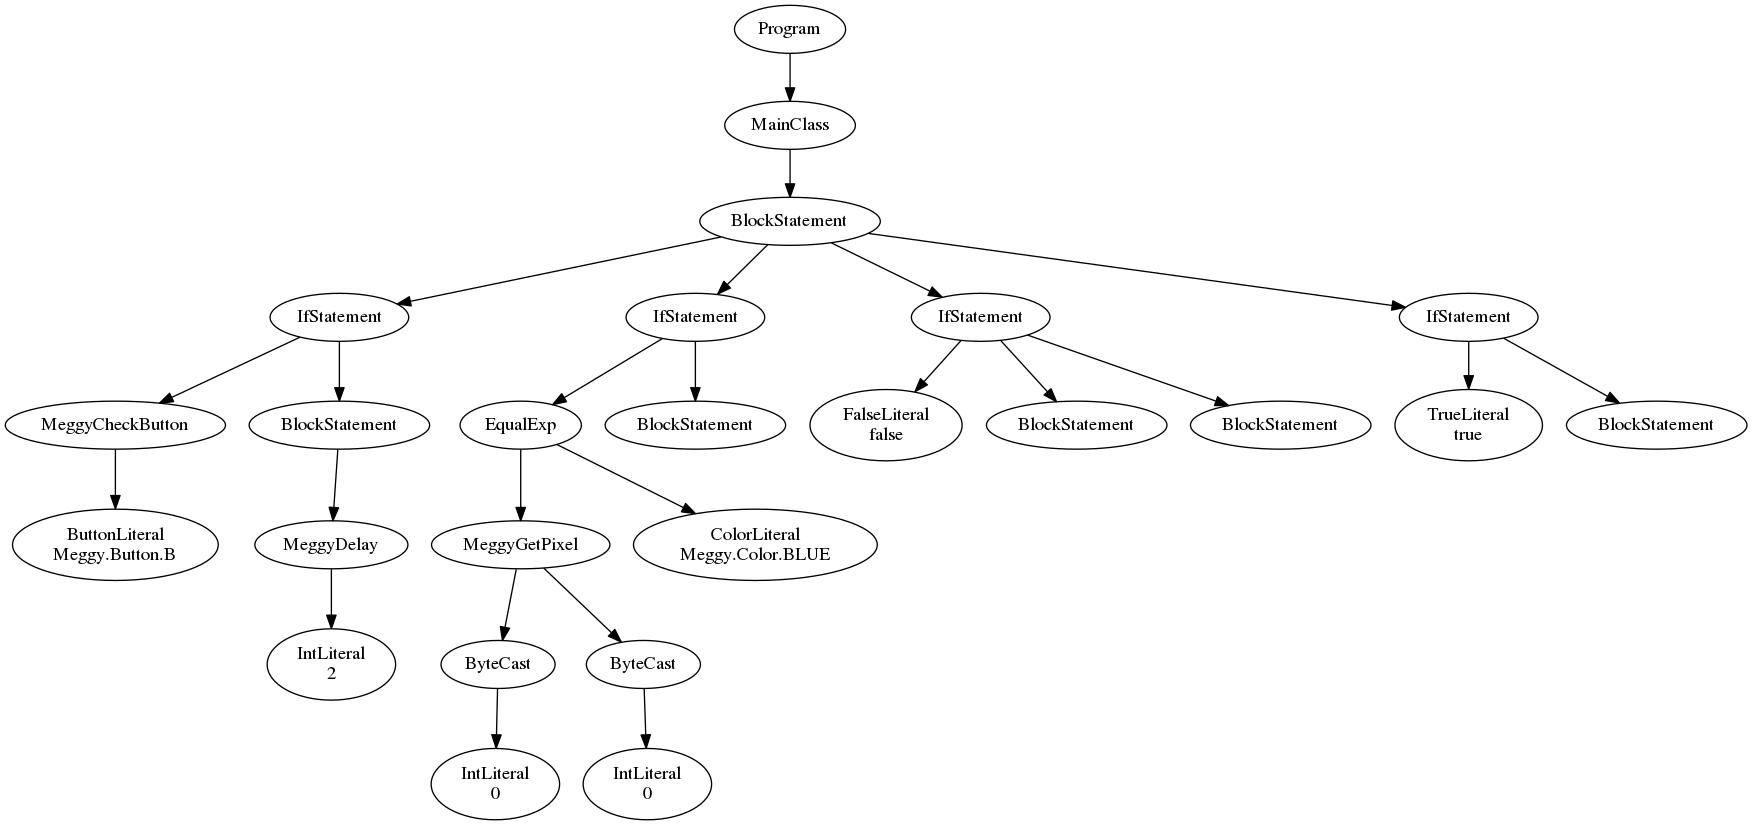 Program
MainClass
BlockStatement
IfStatement
IfStatement
IfStatement
IfStatement
MeggyCheckButton
BlockStatement
EqualExp
BlockStatement
FalseLiteral
false
BlockStatement
BlockStatement
TrueLiteral
true
BlockStatement
ButtonLiteral
Meggy.Button.B
MeggyDelay
MeggyGetPixel
ColorLiteral
Meggy.Color.BLUE
IntLiteral
2
ByteCast
ByteCast
IntLiteral
0
IntLiteral
0